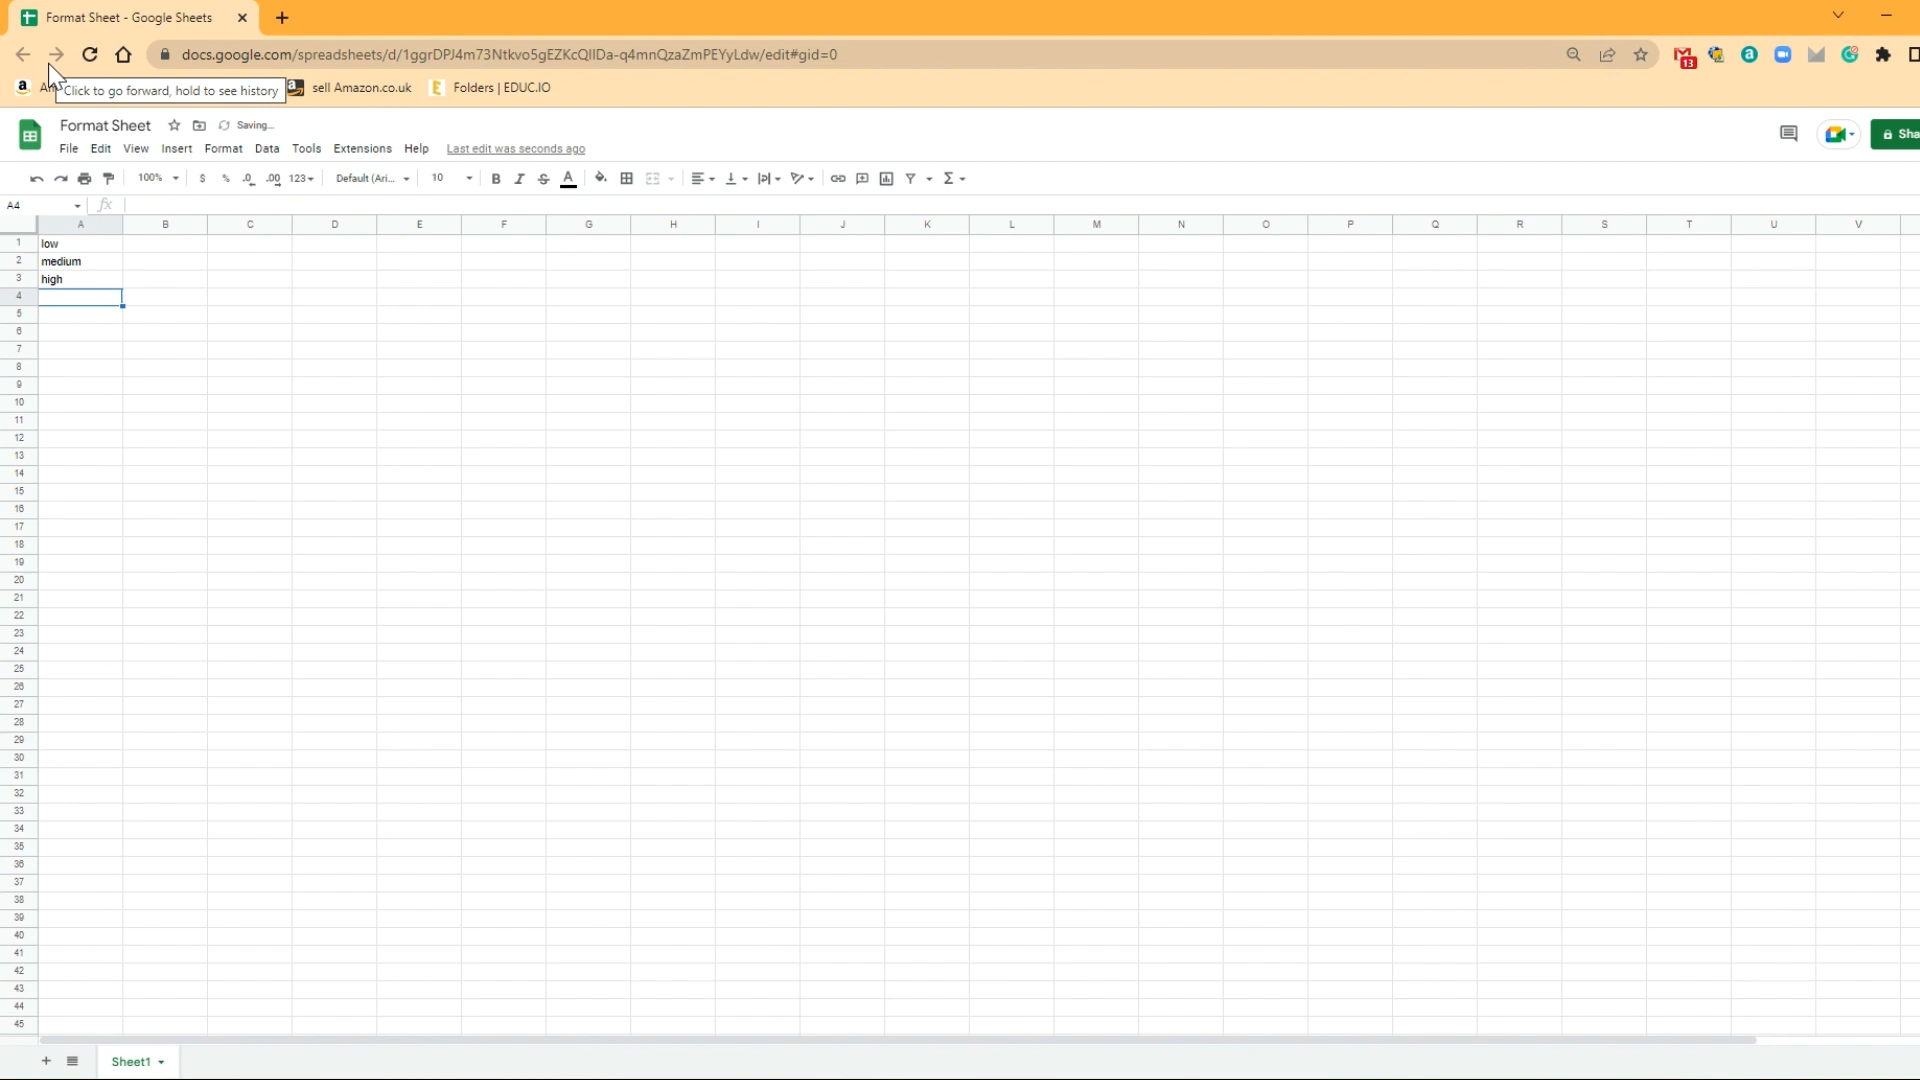 Format Sheet - Google Sheets
docs.google.com/spreadsheets/d/1ggrDPJ4m73Ntkvo5gEZKcQIIDa-q4mnQzaZmPEYyLdw/edit#gid=0
13
Click to go forward, hold to see history
sell Amazon.co.uk
Folders | EDUC.IO
Format Sheet
Saving...
Sha
File Edit View Insert Format Data Tools Extensions Help Last edit was seconds ago
100% $ % .0 .00 123 Default (Ari... 10 B I S A
A4 fx
A B C D E F G H I J K L M N O P Q R S T U V
1 low
2 medium
3 high
4
5
6
7
8
9
10
11
12
13
14
15
16
17
18
19
20
21
22
23
24
25
26
27
28
29
30
31
32
33
34
35
36
37
38
39
40
41
42
43
44
45
Sheet1